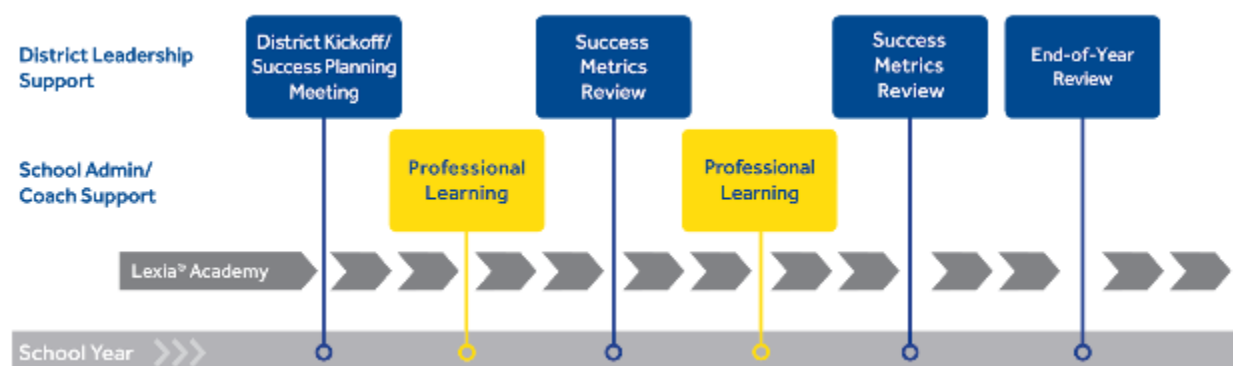 District Leadership
Support
District Kickoff/
Success Planning
Meeting
Success
Metrics
Review
Success
Metrics
Review
End-of-Year
Review
School Admin/
Coach Support
Professional
Learning
Professional
Learning
Lexia® Academy
School Year